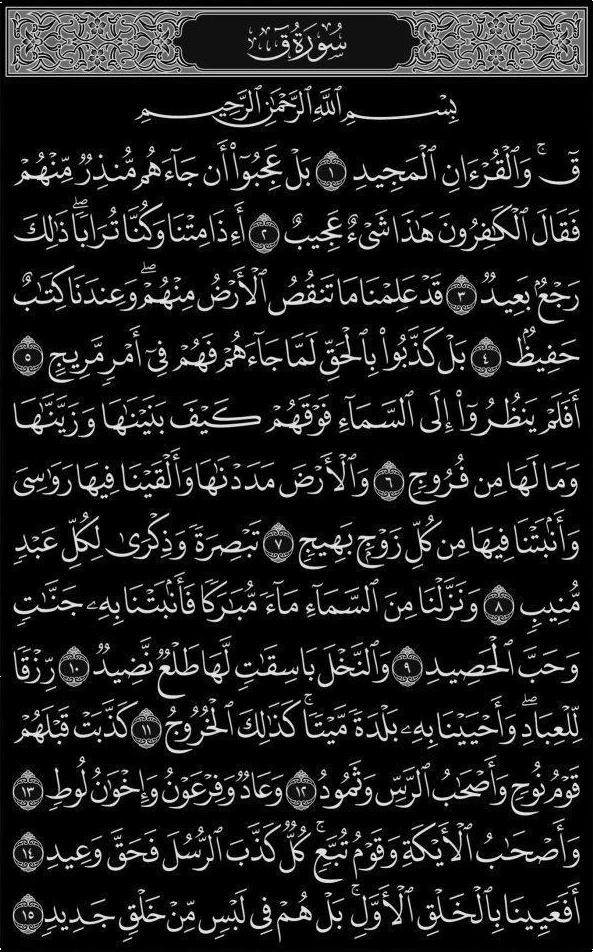 سُورَةُ ق
بِسْمِ ٱللَّهِ ٱلرَّحْمَٰنِ ٱلرَّحِيمِ
قٓ ۚ وَٱلْقُرْءَانِ ٱلْمَجِيدِ ١ بَلْ عَجِبُوٓا۟ أَن جَآءَهُم مُّنذِرٌ مِّنْهُمْ
فَقَالَ ٱلْكَٰفِرُونَ هَٰذَا شَىْءٌ عَجِيبٌ ٢ أَءِذَا مِتْنَا وَكُنَّا تُرَابًا ۖ ذَٰلِكَ
رَجْعٌۢ بَعِيدٌ ٣ قَدْ عَلِمْنَا مَا تَنقُصُ ٱلْأَرْضُ مِنْهُمْ ۖ وَعِندَنَا كِتَٰبٌ
حَفِيظٌۢ ٤ بَلْ كَذَّبُوا۟ بِٱلْحَقِّ لَمَّا جَآءَهُمْ فَهُمْ فِىٓ أَمْرٍ مَّرِيجٍ ٥
أَفَلَمْ يَنظُرُوٓا۟ إِلَى ٱلسَّمَآءِ فَوْقَهُمْ كَيْفَ بَنَيْنَٰهَا وَزَيَّنَّٰهَا
وَمَا لَهَا مِن فُرُوجٍ ٦ وَٱلْأَرْضَ مَدَدْنَٰهَا وَأَلْقَيْنَا فِيهَا رَوَٰسِىَ
وَأَنۢبَتْنَا فِيهَا مِن كُلِّ زَوْجٍۭ بَهِيجٍ ٧ تَبْصِرَةً وَذِكْرَىٰ لِكُلِّ عَبْدٍ
مُّنِيبٍ ٨ وَنَزَّلْنَا مِنَ ٱلسَّمَآءِ مَآءً مُّبَٰرَكًا فَأَنۢبَتْنَا بِهِۦ جَنَّٰتٍ
وَحَبَّ ٱلْحَصِيدِ ٩ وَٱلنَّخْلَ بَاسِقَٰتٍ لَّهَا طَلْعٌ نَّضِيدٌ ١٠ رِّزْقًا
لِّلْعِبَادِ ۖ وَأَحْيَيْنَا بِهِۦ بَلْدَةً مَّيْتًا ۚ كَذَٰلِكَ ٱلْخُرُوجُ ١١ كَذَّبَتْ قَبْلَهُمْ
قَوْمُ نُوحٍ وَأَصْحَٰبُ ٱلرَّسِّ وَثَمُودُ ١٢ وَعَادٌ وَفِرْعَوْنُ وَإِخْوَٰنُ لُوطٍ ١٣
وَأَصْحَٰبُ ٱلْأَيْكَةِ وَقَوْمُ تُبَّعٍ ۚ كُلٌّ كَذَّبَ ٱلرُّسُلَ فَحَقَّ وَعِيدِ ١٤
أَفَعَيِينَا بِٱلْخَلْقِ ٱلْأَوَّلِ ۚ بَلْ هُمْ فِى لَبْسٍ مِّنْ خَلْقٍ جَدِيدٍ ١٥